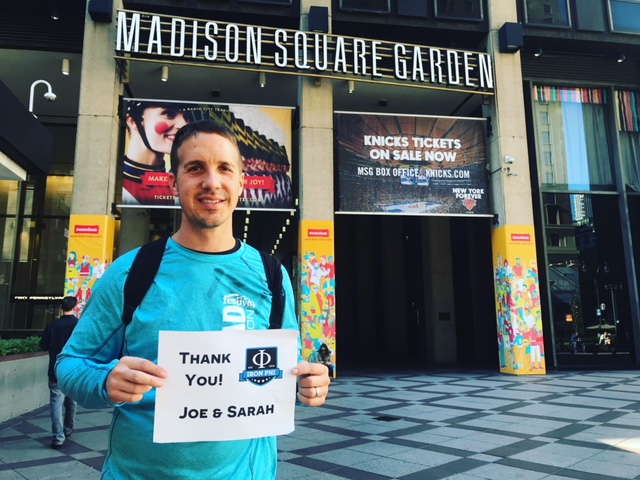 MADISON SQUARE GARDEN
KNICKS TICKETS
ON SALE NOW
MSG BOX OFFICE
KNICKS.COM
NEW YORK
FOREVER
MAKE
JOY!
TICKETS
THANK
YOU!
IRON PHI
JOE & SARAH